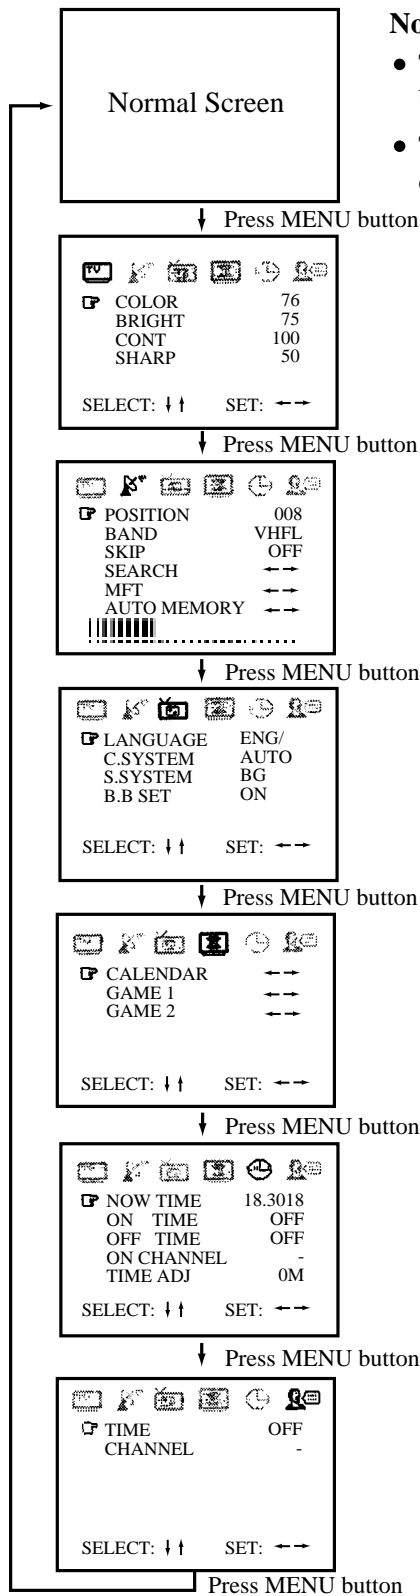 Normal Screen
Press MENU button
TV
COLOR 76
BRIGHT 75
CONT 100
SHARP 50
SELECT: ↓↑ SET: ←→
Press MENU button
POSITION 008
BAND VHFL
SKIP OFF
SEARCH ←→
MFT ←→
AUTO MEMORY ←→
Press MENU button
LANGUAGE ENG/
C.SYSTEM AUTO
S.SYSTEM BG
B.B SET ON
SELECT: ↓↑ SET: ←→
Press MENU button
CALENDAR ←→
GAME 1 ←→
GAME 2 ←→
SELECT: ↓↑ SET: ←→
Press MENU button
NOW TIME 18.3018
ON TIME OFF
OFF TIME OFF
ON CHANNEL -
TIME ADJ 0M
SELECT: ↓↑ SET: ←→
Press MENU button
TIME OFF
CHANNEL -
SELECT: ↓↑ SET: ←→
Press MENU button